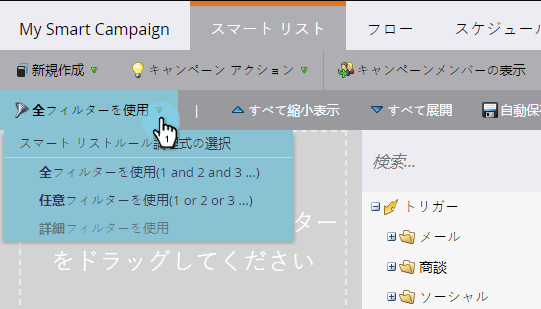 My Smart Campaign スマート リスト フロー スケジュール
新規作成 キャンペーン アクション キャンペーンメンバーの表示
全フィルターを使用 | すべて縮小表示 すべて展開 自動保存
スマート リストルール論理式の選択 検索...
全フィルターを使用(1 and 2 and 3 ...)
任意フィルターを使用(1 or 2 or 3 ...)
詳細フィルターを使用
ター
をドラッグしてください
トリガー
メール
商談
ソーシャル
1